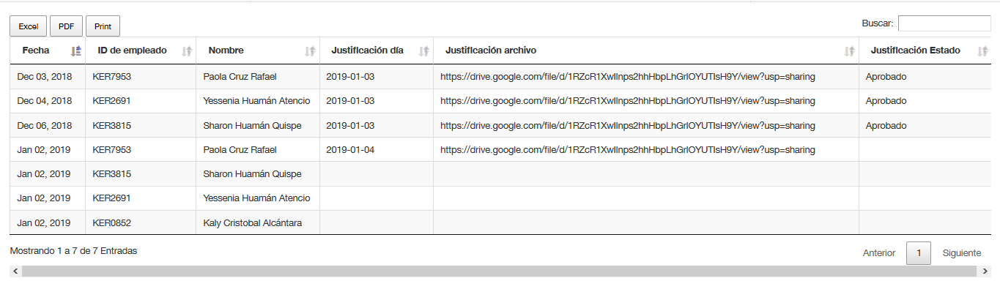 Excel PDF Print Buscar:
Fecha ID de empleado Nombre Justificación día Justificación archivo Justificación Estado
Dec 03, 2018 KER7953 Paola Cruz Rafael 2019-01-03 https://drive.google.com/file/d/1RZcR1XwIlnps2hhHbpLhGrlOYUTIsH9Y/view?usp=sharing Aprobado
Dec 04, 2018 KER2691 Yessenia Huamán Atencio 2019-01-03 https://drive.google.com/file/d/1RZcR1XwIlnps2hhHbpLhGrlOYUTIsH9Y/view?usp=sharing Aprobado
Dec 06, 2018 KER3815 Sharon Huamán Quispe 2019-01-03 https://drive.google.com/file/d/1RZcR1XwIlnps2hhHbpLhGrlOYUTIsH9Y/view?usp=sharing Aprobado
Jan 02, 2019 KER7953 Paola Cruz Rafael 2019-01-04 https://drive.google.com/file/d/1RZcR1XwIlnps2hhHbpLhGrlOYUTIsH9Y/view?usp=sharing
Jan 02, 2019 KER3815 Sharon Huamán Quispe
Jan 02, 2019 KER2691 Yessenia Huamán Atencio
Jan 02, 2019 KER0852 Kaly Cristobal Alcántara
Mostrando 1 a 7 de 7 Entradas Anterior 1 Siguiente